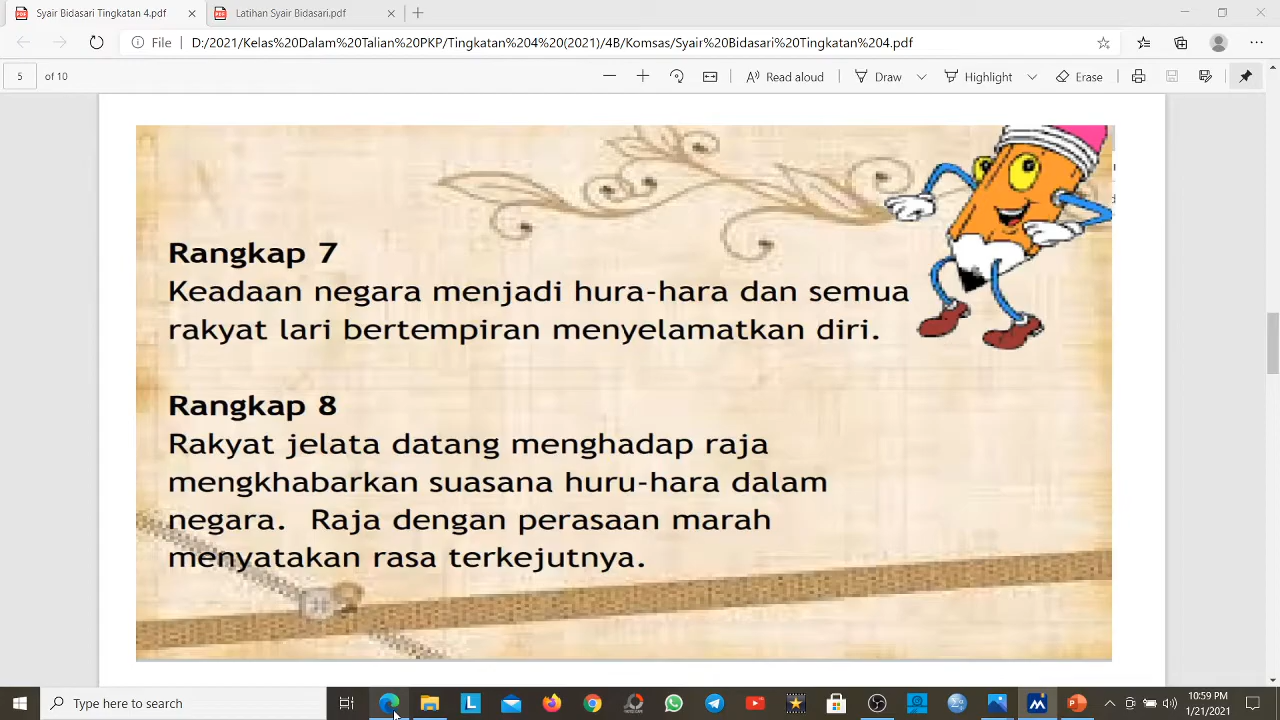 Syair Bidasari Tingkatan 4.pdf
Latihan Syair Bidasari.pdf
File D:/2021/Kelas%20Dalam%20Talian%20PKP/Tingkatan%204%20(2021)/4B/Komsas/Syair%20Bidasari%20Tingkatan%204.pdf
5 of 10
Read aloud
Draw
Highlight
Erase
Rangkap 7
Keadaan negara menjadi hura-hara dan semua
rakyat lari bertempiran menyelamatkan diri.
Rangkap 8
Rakyat jelata datang menghadap raja
mengkhabarkan suasana huru-hara dalam
negara. Raja dengan perasaan marah
menyatakan rasa terkejutnya.
Type here to search
10:59 PM
1/21/2021